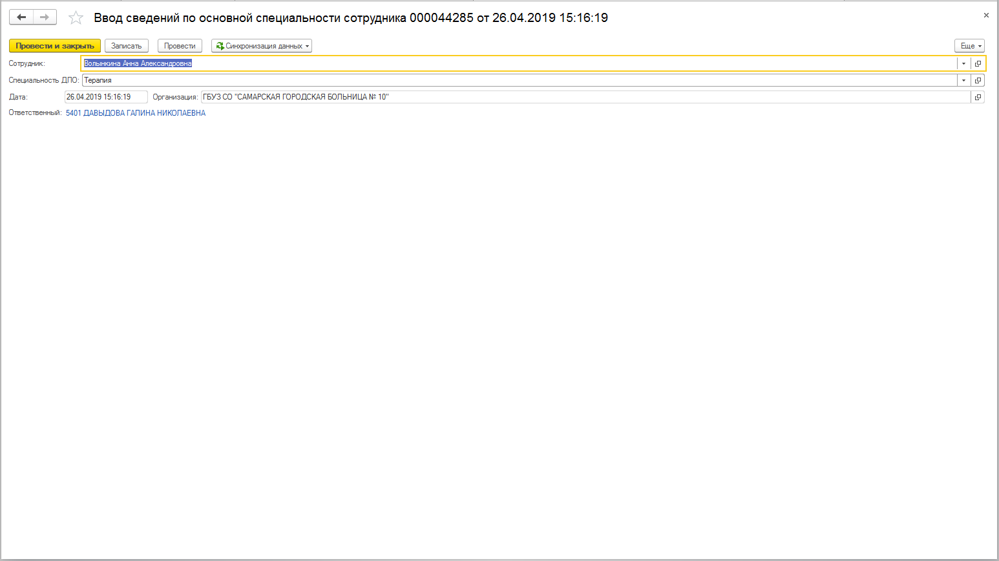 Ввод сведений по основной специальности сотрудника 000044285 от 26.04.2019 15:16:19
Провести и закрыть Записать Провести Синхронизация данных Еще
Сотрудник: Волынкина Анна Александровна
Специальность ДПО: Терапия
Дата: 26.04.2019 15:16:19 Организация: ГБУЗ СО "САМАРСКАЯ ГОРОДСКАЯ БОЛЬНИЦА № 10"
Ответственный: 5401 ДАВЫДОВА ГАЛИНА НИКОЛАЕВНА